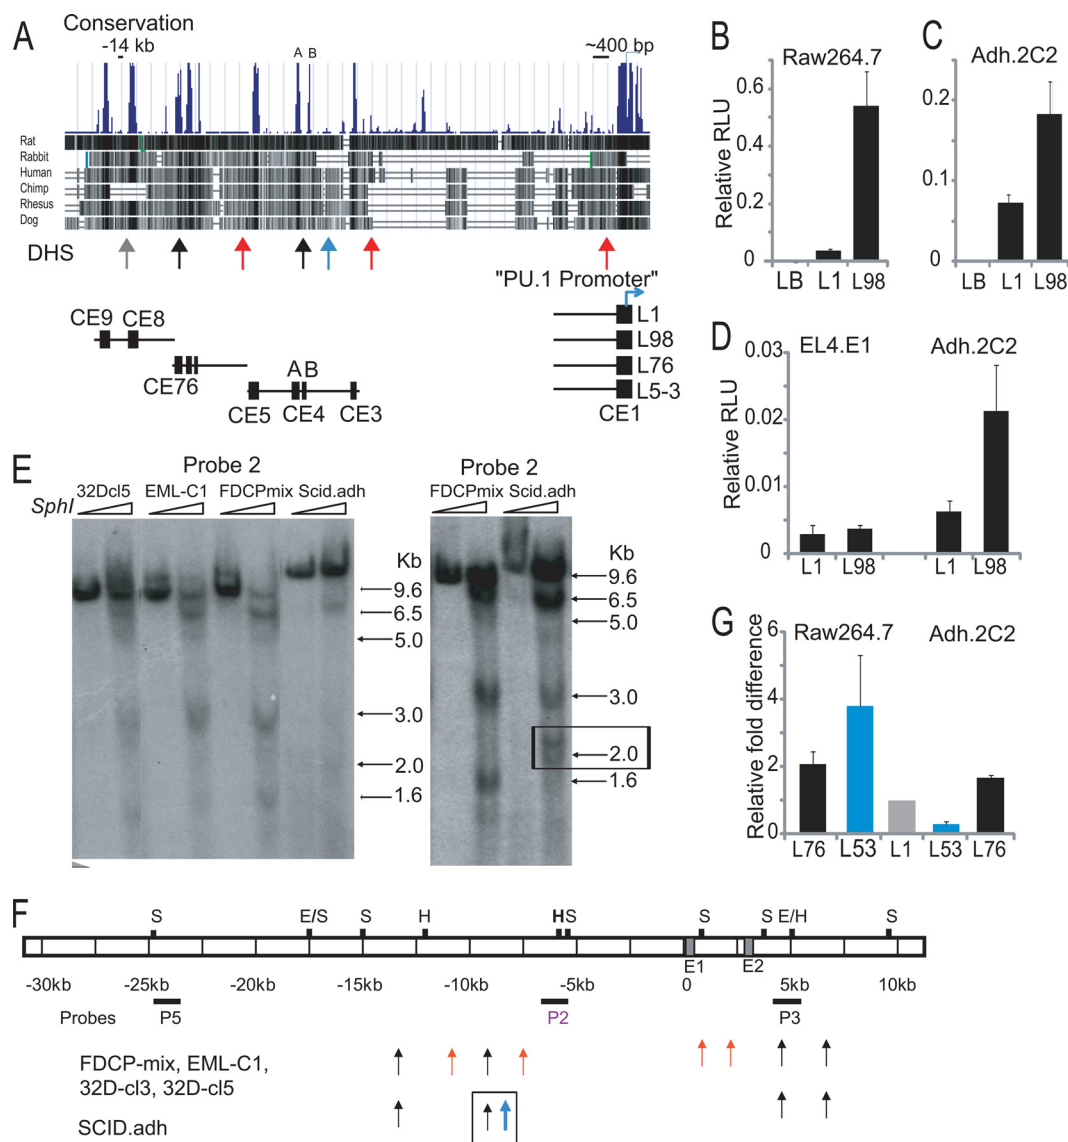 A
Conservation
-14 kb
A B
~400 bp
Rat
Rabbit
Human
Chimp
Rhesus
Dog
DHS
"PU.1 Promoter"
CE9 CE8
CE76
A B
CE5 CE4 CE3
L1
L98
L76
L5-3
CE1
B
Raw264.7
Relative RLU
0.6
0.4
0.2
0
LB L1 L98
C
Adh.2C2
0.2
0.1
0
LB L1 L98
D
EL4.E1 Adh.2C2
Relative RLU
0.03
0.02
0.01
0
L1 L98 L1 L98
E
Probe 2
SphI
32Dcl5 EML-C1 FDCPmix Scid.adh
Kb
9.6
6.5
5.0
3.0
2.0
1.6
Probe 2
FDCPmix Scid.adh
Kb
9.6
6.5
5.0
3.0
2.0
1.6
G
Raw264.7 Adh.2C2
Relative fold difference
6
4
2
0
L76 L53 L1 L53 L76
F
S E/S S H H S S S E/H S
E1 E2
-30kb -25kb -20kb -15kb -10kb -5kb 0 5kb 10kb
Probes P5 P2 P3
FDCP-mix, EML-C1,
32D-cl3, 32D-cl5
SCID.adh